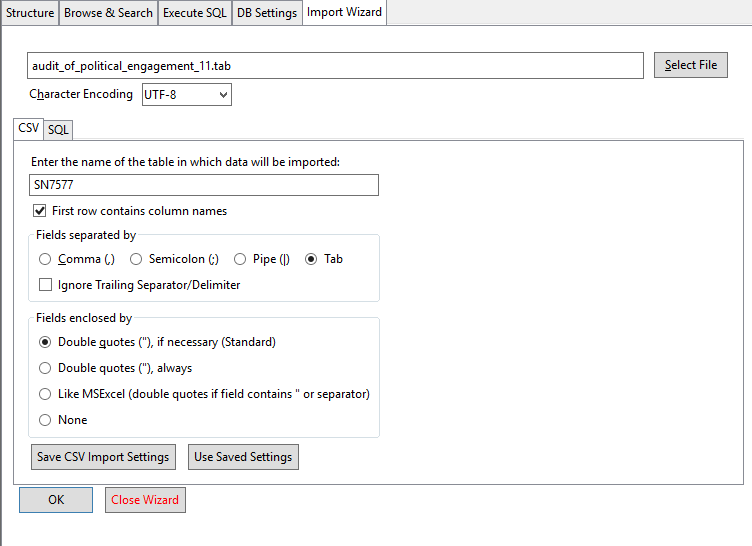 Structure Browse & Search Execute SQL DB Settings Import Wizard
audit_of_political_engagement_11.tab Select File
Character Encoding UTF-8
CSV SQL
Enter the name of the table in which data will be imported:
SN7577
First row contains column names
Fields separated by
Comma (,) Semicolon (;) Pipe (|) Tab
Ignore Trailing Separator/Delimiter
Fields enclosed by
Double quotes ("), if necessary (Standard)
Double quotes ("), always
Like MSExcel (double quotes if field contains " or separator)
None
Save CSV Import Settings Use Saved Settings
OK Close Wizard